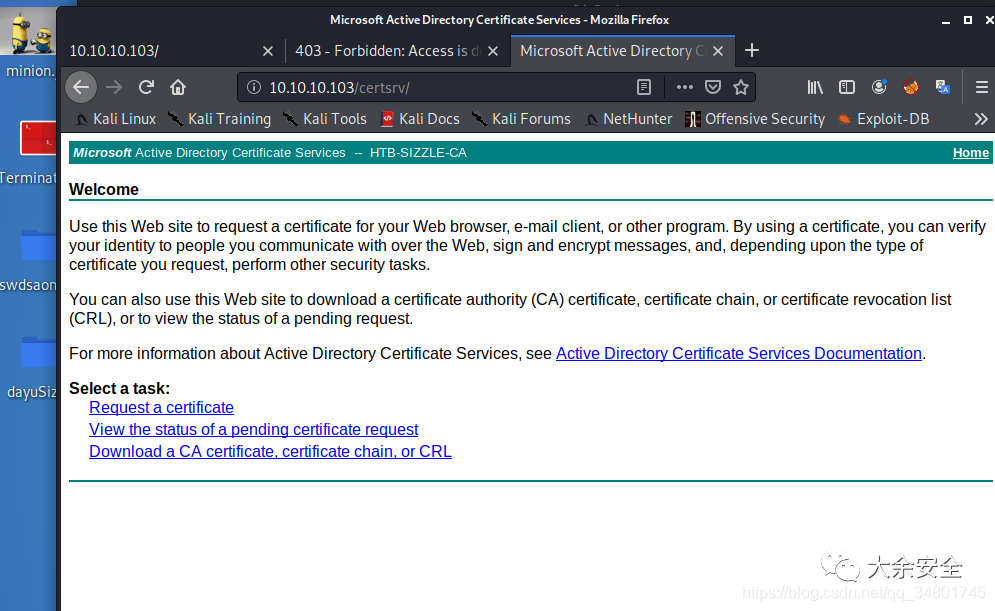 Microsoft Active Directory Certificate Services - Mozilla Firefox
minion.
10.10.10.103/
403 - Forbidden: Access is d
Microsoft Active Directory C
10.10.10.103/certsrv/
Kali Linux Kali Training Kali Tools Kali Docs Kali Forums NetHunter Offensive Security Exploit-DB
Microsoft Active Directory Certificate Services -- HTB-SIZZLE-CA Home
Terminat
Welcome
Use this Web site to request a certificate for your Web browser, e-mail client, or other program. By using a certificate, you can verify
your identity to people you communicate with over the Web, sign and encrypt messages, and, depending upon the type of
certificate you request, perform other security tasks.
swdsaon
You can also use this Web site to download a certificate authority (CA) certificate, certificate chain, or certificate revocation list
(CRL), or to view the status of a pending request.
For more information about Active Directory Certificate Services, see Active Directory Certificate Services Documentation.
dayuSiz
Select a task:
Request a certificate
View the status of a pending certificate request
Download a CA certificate, certificate chain, or CRL
大余安全
https://blog.csdn.net/qq_34801745